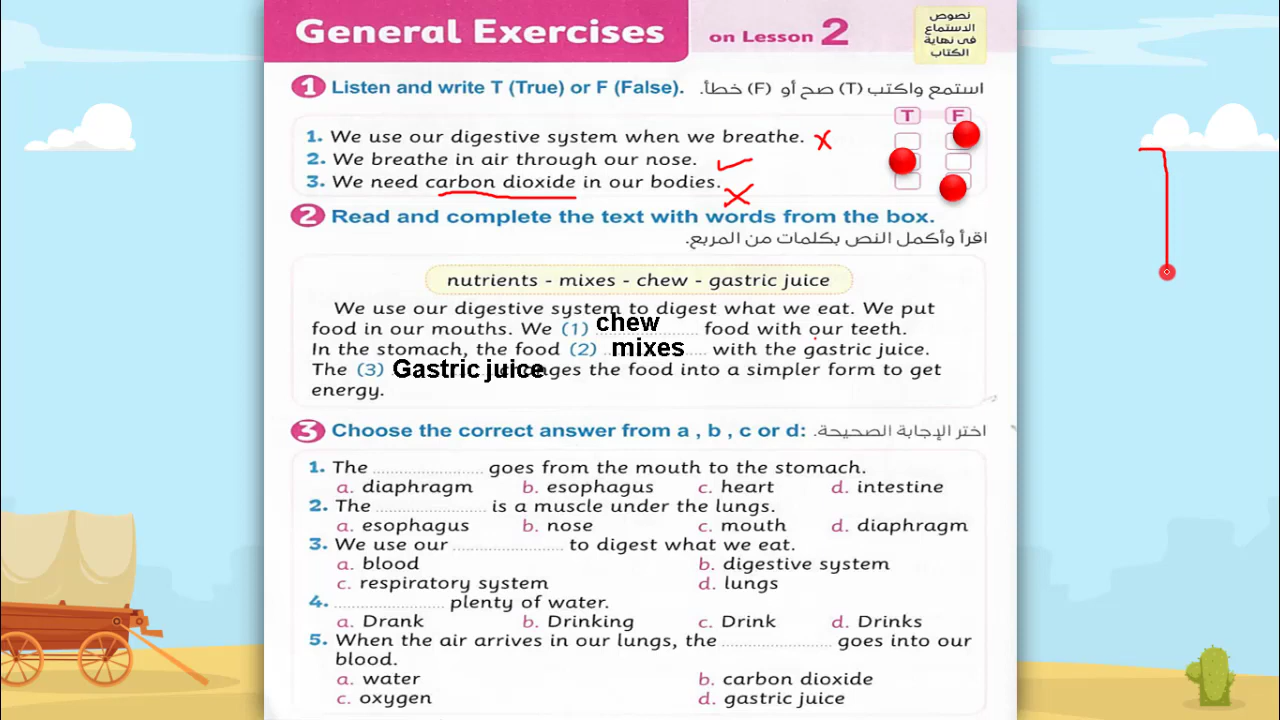 General Exercises on Lesson 2
نصوص
الاستماع
فى نهاية
الكتاب
1 Listen and write T (True) or F (False). استمع واكتب (T) صح أو (F) خطأ.
T F
1. We use our digestive system when we breathe. x
2. We breathe in air through our nose. ✓
3. We need carbon dioxide in our bodies. x
2 Read and complete the text with words from the box.
اقرأ وأكمل النص بكلمات من المربع.
nutrients - mixes - chew - gastric juice
We use our digestive system to digest what we eat. We put
food in our mouths. We (1) chew food with our teeth.
In the stomach, the food (2) mixes with the gastric juice.
The (3) Gastric juice changes the food into a simpler form to get
energy.
3 Choose the correct answer from a , b , c or d: اختر الإجابة الصحيحة.
1. The .................... goes from the mouth to the stomach.
a. diaphragm b. esophagus c. heart d. intestine
2. The .................... is a muscle under the lungs.
a. esophagus b. nose c. mouth d. diaphragm
3. We use our .................... to digest what we eat.
a. blood b. digestive system
c. respiratory system d. lungs
4. .................... plenty of water.
a. Drank b. Drinking c. Drink d. Drinks
5. When the air arrives in our lungs, the .................... goes into our
blood.
a. water b. carbon dioxide
c. oxygen d. gastric juice